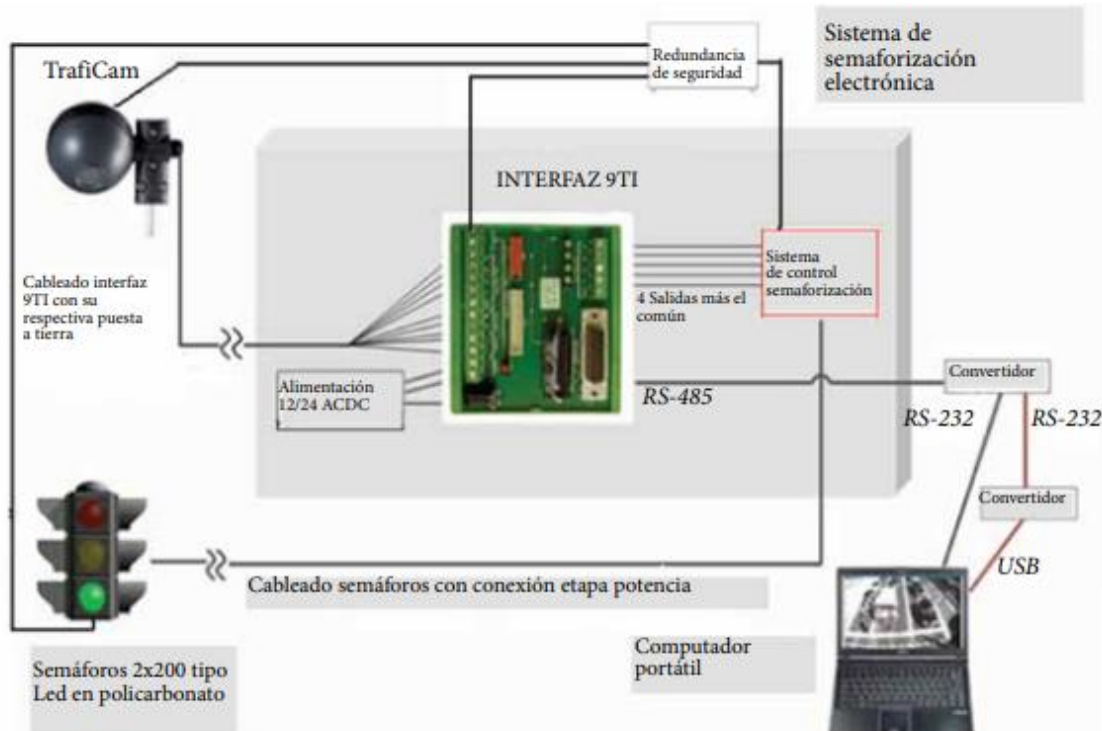 Sistema de
semaforización
electrónica
Redundancia
de seguridad
TrafiCam
INTERFAZ 9TI
Sistema
de control
semaforización
Cableado interfaz
9TI con su
respectiva puesta
a tierra
4 Salidas más el
común
Alimentación
12/24 ACDC
RS-485
Convertidor
RS-232
RS-232
Convertidor
USB
Cableado semáforos con conexión etapa potencia
Semáforos 2x200 tipo
Led en policarbonato
Computador
portátil